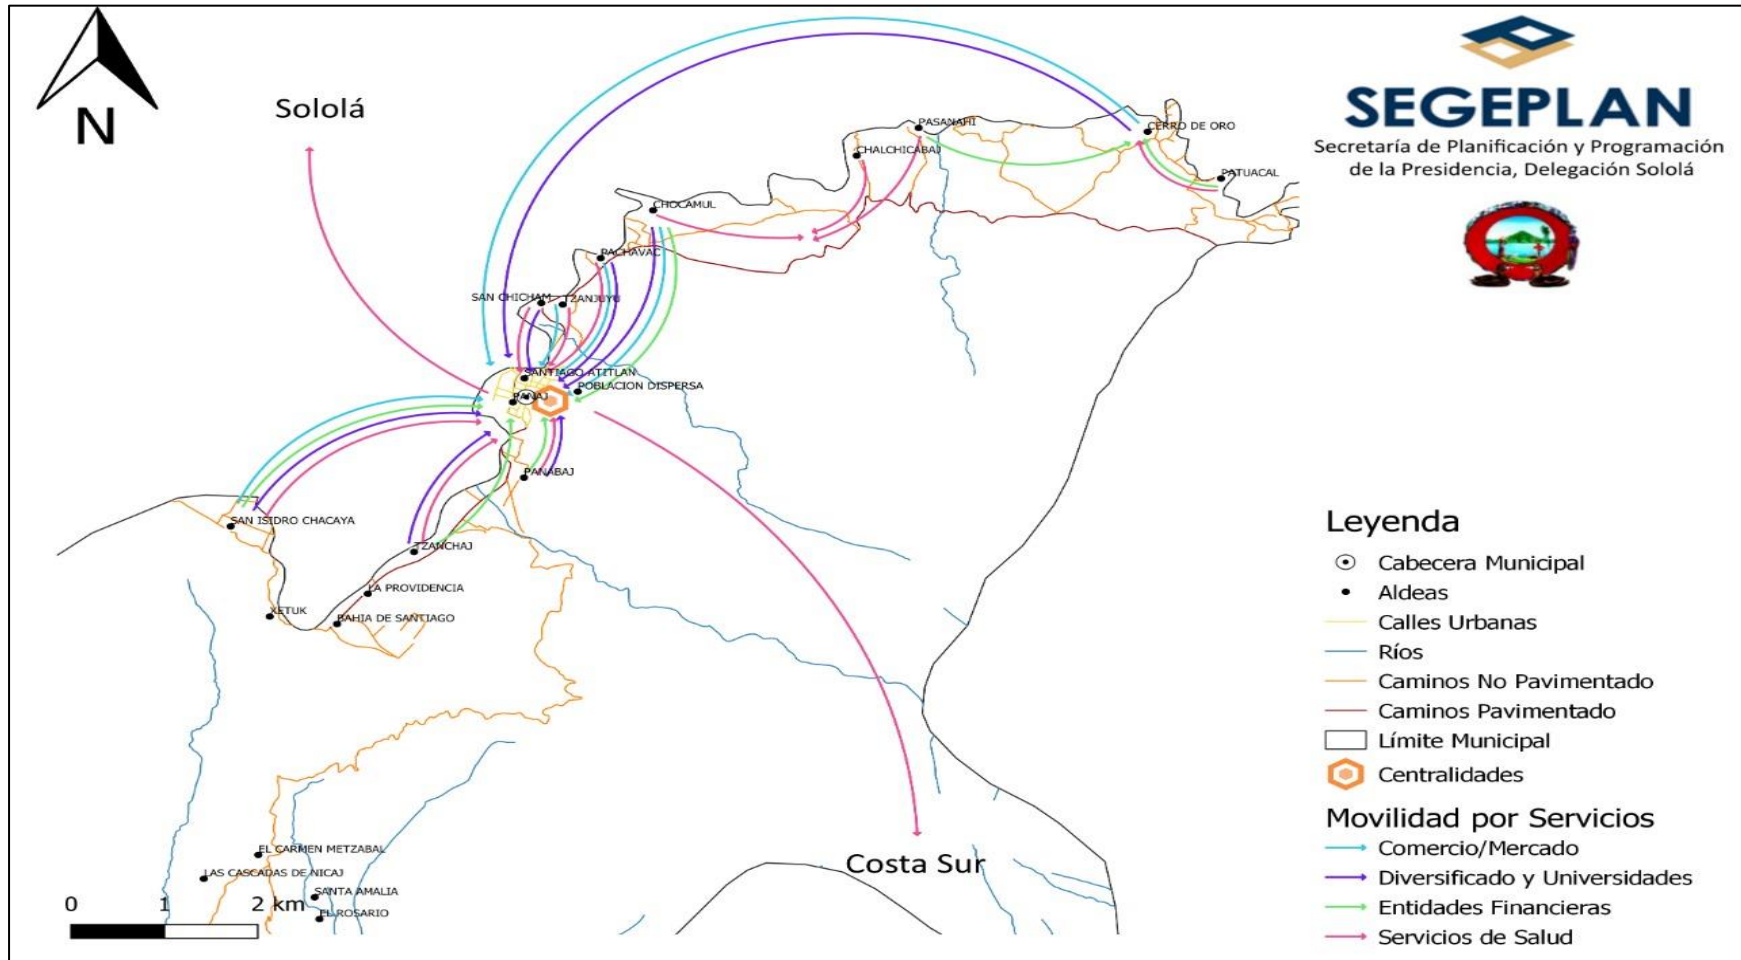 N
Sololá
SEGEPLAN
Secretaría de Planificación y Programación
de la Presidencia, Delegación Sololá
PASANAHI
CERRO DE ORO
CHALCHICABAJ
PATUACAL
CHOCAMUL
PACHAVAC
SAN CHICHAM
TZANJUYU
SANTIAGO ATITLAN
POBLACION DISPERSA
PANAJ
PANABAJ
SAN ISIDRO CHACAYA
TZANCHAJ
LA PROVIDENCIA
XETUK
BAHIA DE SANTIAGO
EL CARMEN METZABAL
LAS CASCADAS DE NICAJ
SANTA AMALIA
EL ROSARIO
Costa Sur
0 1 2 km
Leyenda
Cabecera Municipal
Aldeas
Calles Urbanas
Ríos
Caminos No Pavimentado
Caminos Pavimentado
Límite Municipal
Centralidades
Movilidad por Servicios
Comercio/Mercado
Diversificado y Universidades
Entidades Financieras
Servicios de Salud